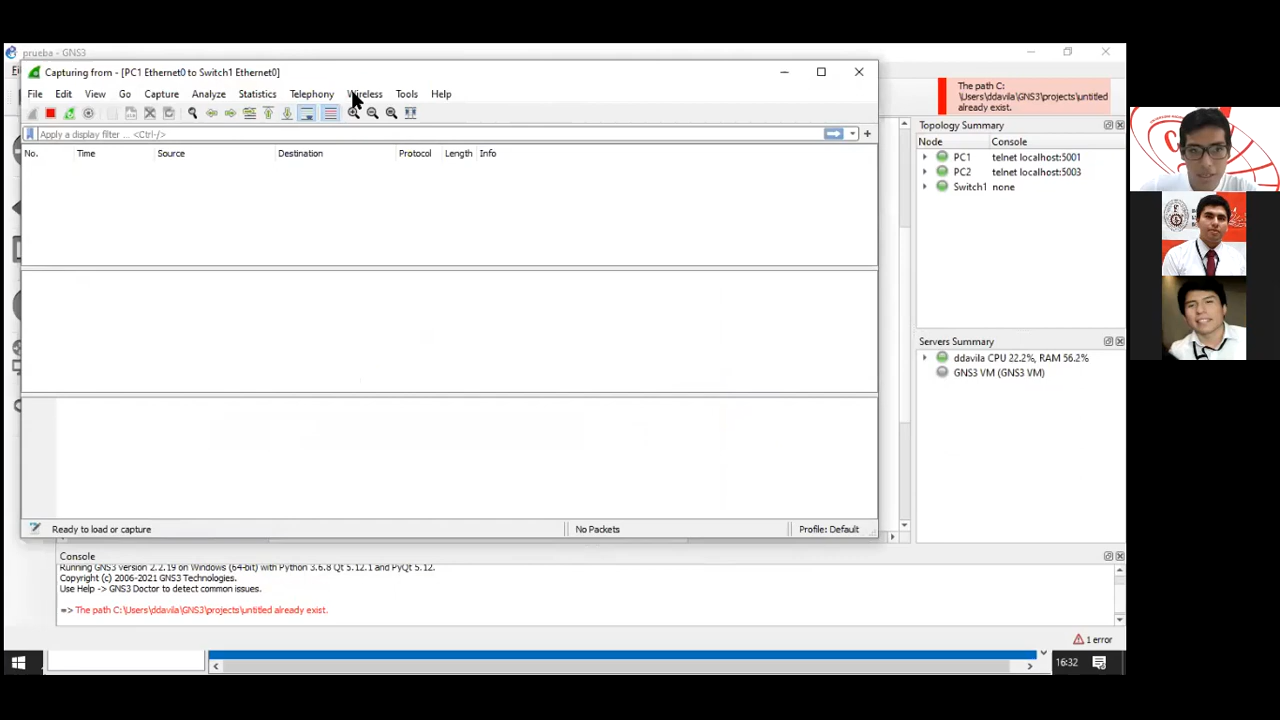 prueba - GNS3
Capturing from - [PC1 Ethernet0 to Switch1 Ethernet0]
File Edit View Go Capture Analyze Statistics Telephony Wireless Tools Help
Apply a display filter ... <Ctrl-/>
No. Time Source Destination Protocol Length Info
Ready to load or capture No Packets Profile: Default
The path C:
\Users\ddavila\GNS3\projects\untitled
already exist.
Topology Summary
Node Console
PC1 telnet localhost:5001
PC2 telnet localhost:5003
Switch1 none
Servers Summary
ddavila CPU 22.2%, RAM 56.2%
GNS3 VM (GNS3 VM)
Console
Running GNS3 version 2.2.19 on Windows (64-bit) with Python 3.6.8 Qt 5.12.1 and PyQt 5.12.
Copyright (c) 2006-2021 GNS3 Technologies.
Use Help -> GNS3 Doctor to detect common issues.
=> The path C:\Users\ddavila\GNS3\projects\untitled already exist.
1 error
16:32